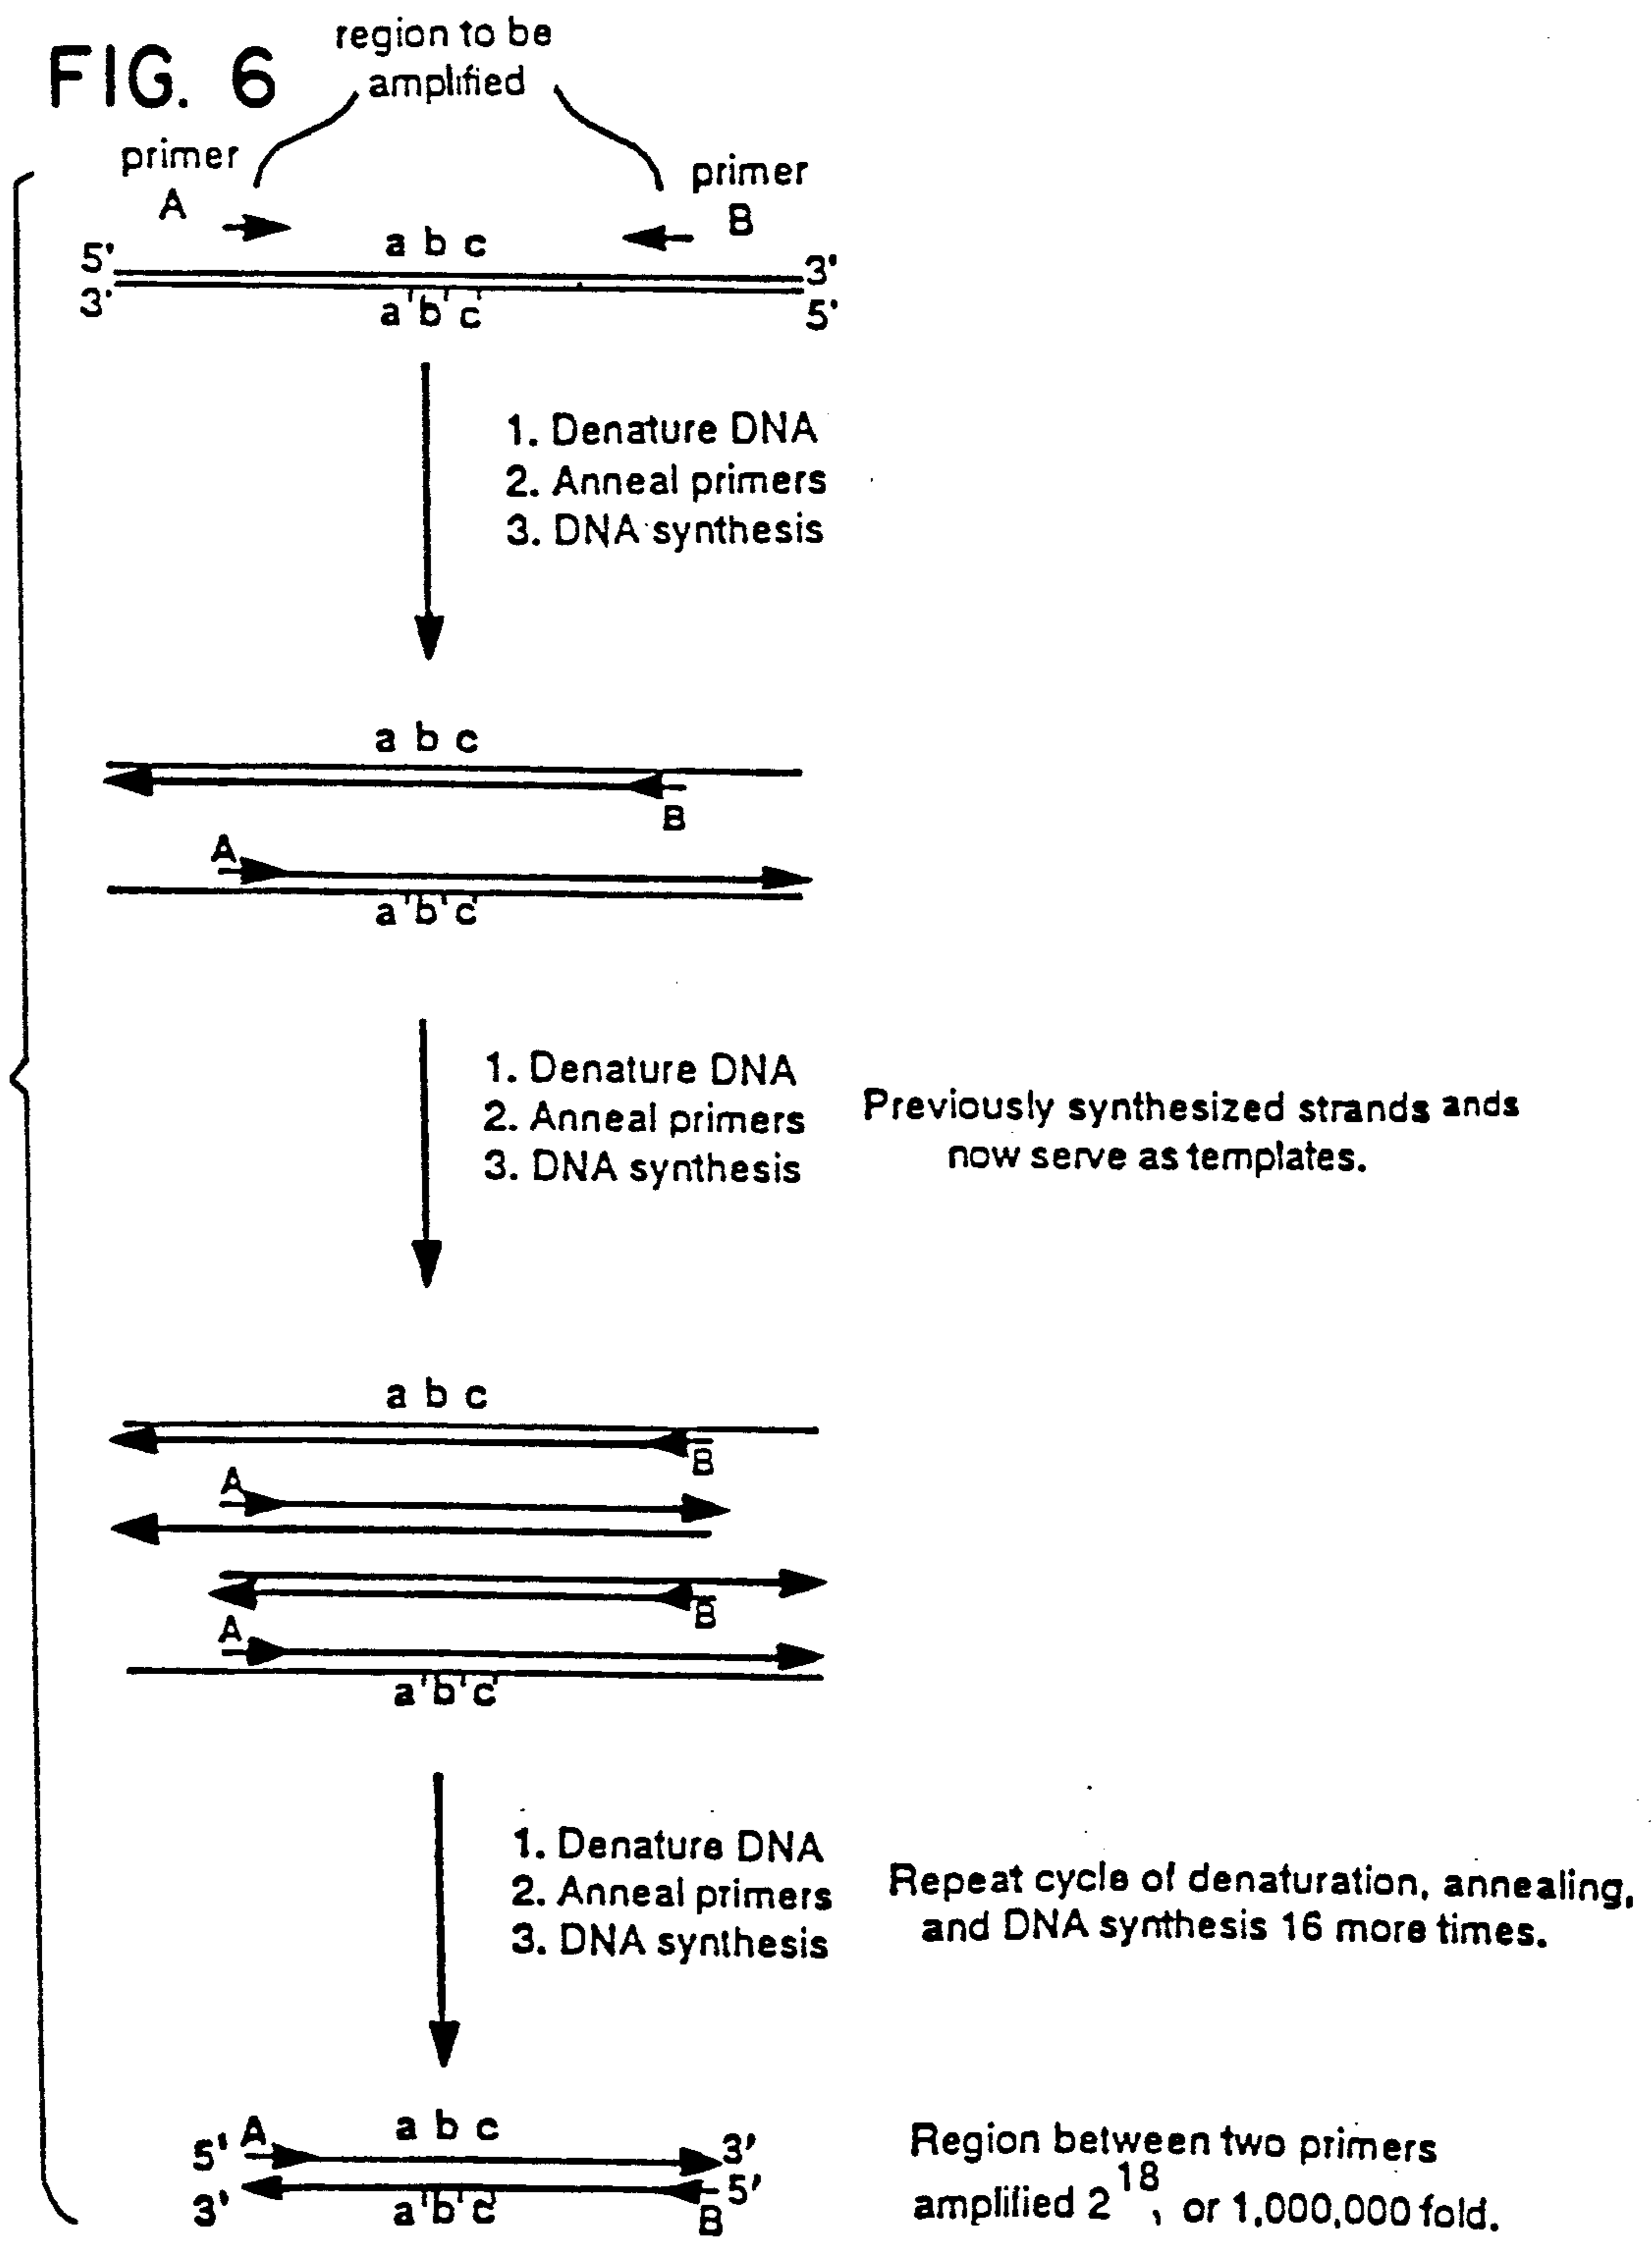 FIG. 6
region to be
amplified
primer
A
primer
B
a b c
5'
3'
3'
5'
a'b'c'
1. Denature DNA
2. Anneal primers
3. DNA synthesis
a b c
B
A
a'b'c'
1. Denature DNA
2. Anneal primers
3. DNA synthesis
Previously synthesized strands ands
now serve as templates.
a b c
B
A
B
A
a'b'c'
1. Denature DNA
2. Anneal primers
3. DNA synthesis
Repeat cycle of denaturation, annealing,
and DNA synthesis 16 more times.
5' A a b c 3'
3' a'b'c' B 5'
Region between two primers
amplified 2^18, or 1,000,000 fold.